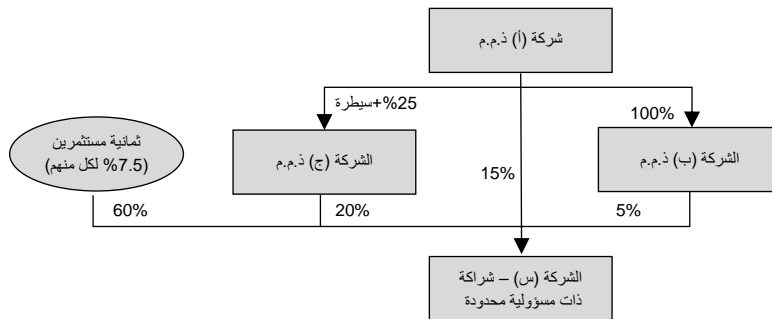 شركة (أ) ذ.م.م
25%+سيطرة
100%
ثمانية مستثمرين
(7.5% لكل منهم)
الشركة (ج) ذ.م.م
15%
الشركة (ب) ذ.م.م
60%
20%
5%
الشركة (س) – شراكة
ذات مسؤولية محدودة